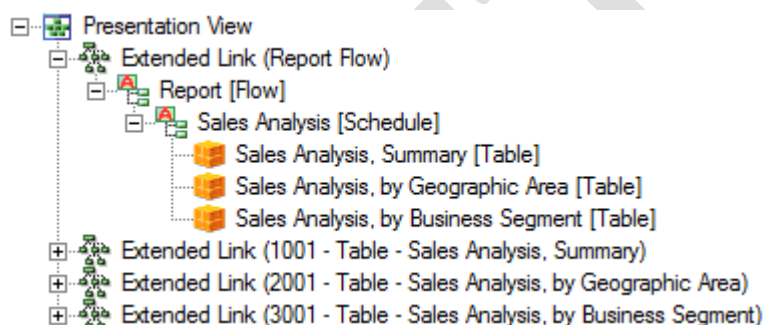 Presentation View
Extended Link (Report Flow)
Report [Flow]
Sales Analysis [Schedule]
Sales Analysis, Summary [Table]
Sales Analysis, by Geographic Area [Table]
Sales Analysis, by Business Segment [Table]
Extended Link (1001 - Table - Sales Analysis, Summary)
Extended Link (2001 - Table - Sales Analysis, by Geographic Area)
Extended Link (3001 - Table - Sales Analysis, by Business Segment)